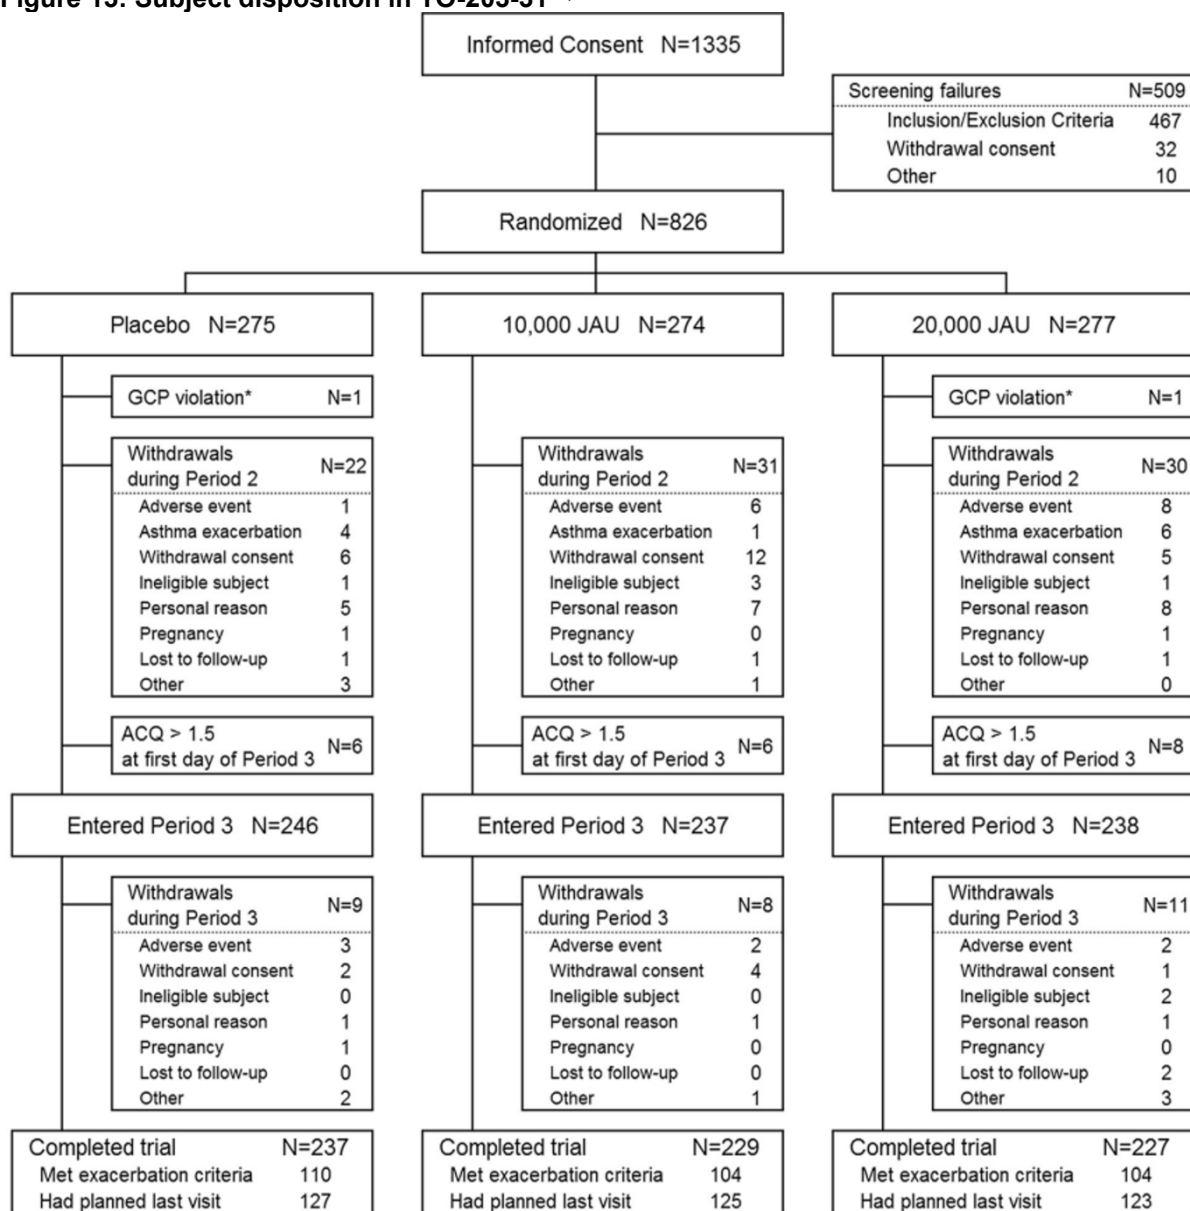 Figure 13: Subject disposition in TO-203-31
Informed Consent N=1335
Screening failures N=509
Inclusion/Exclusion Criteria 467
Withdrawal consent 32
Other 10
Randomized N=826
Placebo N=275
GCP violation* N=1
Withdrawals
during Period 2 N=22
Adverse event 1
Asthma exacerbation 4
Withdrawal consent 6
Ineligible subject 1
Personal reason 5
Pregnancy 1
Lost to follow-up 1
Other 3
ACQ > 1.5
at first day of Period 3 N=6
Entered Period 3 N=246
Withdrawals
during Period 3 N=9
Adverse event 3
Withdrawal consent 2
Ineligible subject 0
Personal reason 1
Pregnancy 1
Lost to follow-up 0
Other 2
Completed trial N=237
Met exacerbation criteria 110
Had planned last visit 127
10,000 JAU N=274
Withdrawals
during Period 2 N=31
Adverse event 6
Asthma exacerbation 1
Withdrawal consent 12
Ineligible subject 3
Personal reason 7
Pregnancy 0
Lost to follow-up 1
Other 1
ACQ > 1.5
at first day of Period 3 N=6
Entered Period 3 N=237
Withdrawals
during Period 3 N=8
Adverse event 2
Withdrawal consent 4
Ineligible subject 0
Personal reason 1
Pregnancy 0
Lost to follow-up 0
Other 1
Completed trial N=229
Met exacerbation criteria 104
Had planned last visit 125
20,000 JAU N=277
GCP violation* N=1
Withdrawals
during Period 2 N=30
Adverse event 8
Asthma exacerbation 6
Withdrawal consent 5
Ineligible subject 1
Personal reason 8
Pregnancy 1
Lost to follow-up 1
Other 0
ACQ > 1.5
at first day of Period 3 N=8
Entered Period 3 N=238
Withdrawals
during Period 3 N=11
Adverse event 2
Withdrawal consent 1
Ineligible subject 2
Personal reason 1
Pregnancy 0
Lost to follow-up 2
Other 3
Completed trial N=227
Met exacerbation criteria 104
Had planned last visit 123